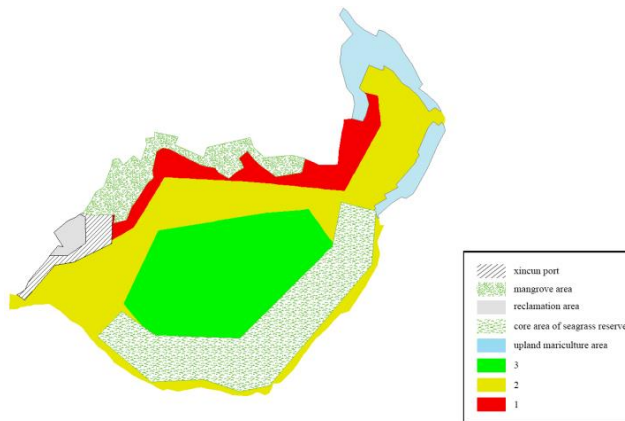 xincun port
mangrove area
reclamation area
core area of seagrass reserve
upland mariculture area
3
2
1